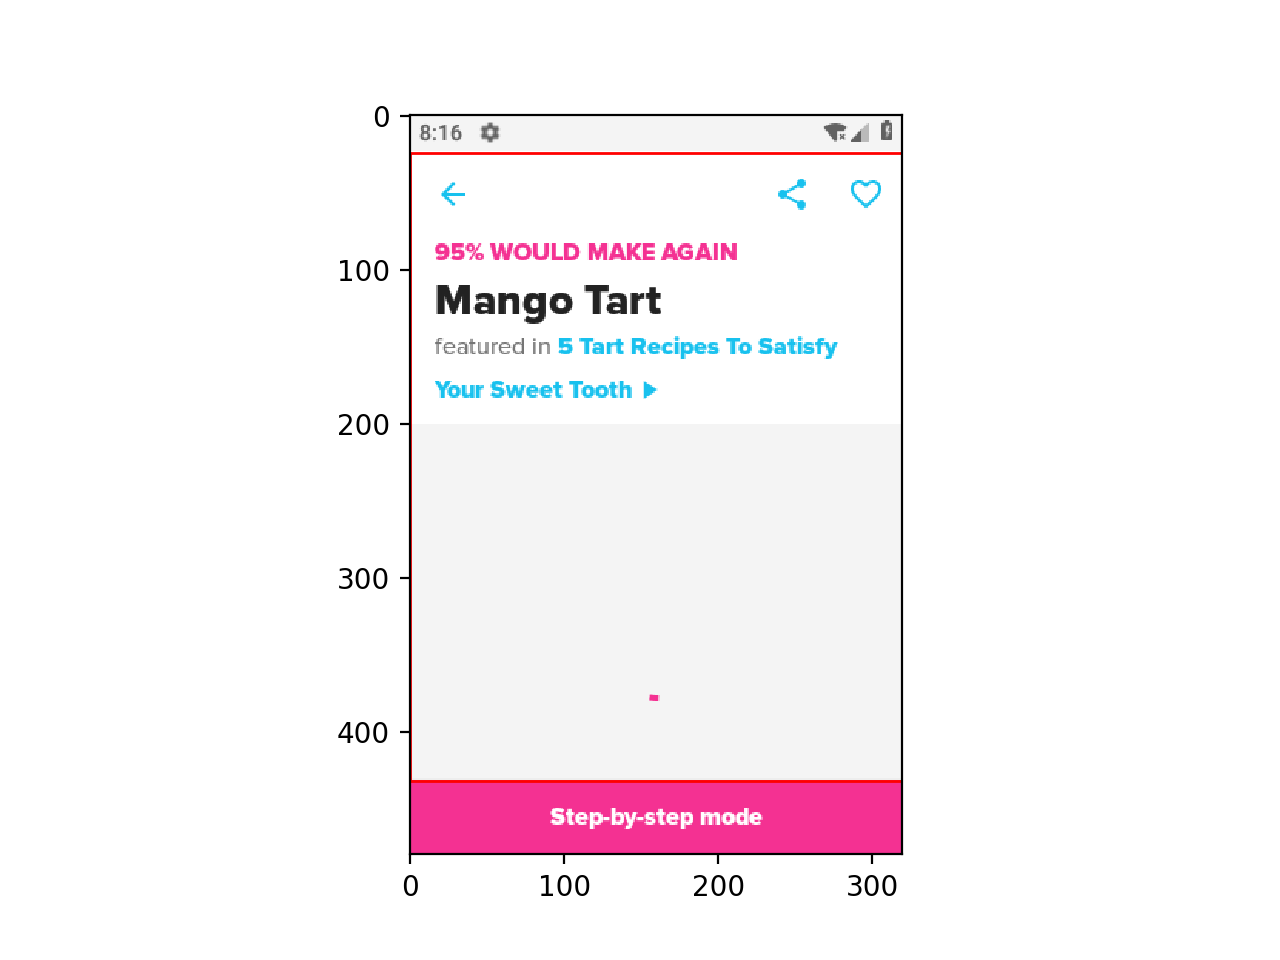 0
100
200
300
400
8:16
95% WOULD MAKE AGAIN
Mango Tart
featured in 5 Tart Recipes To Satisfy
Your Sweet Tooth
Step-by-step mode
0 100 200 300